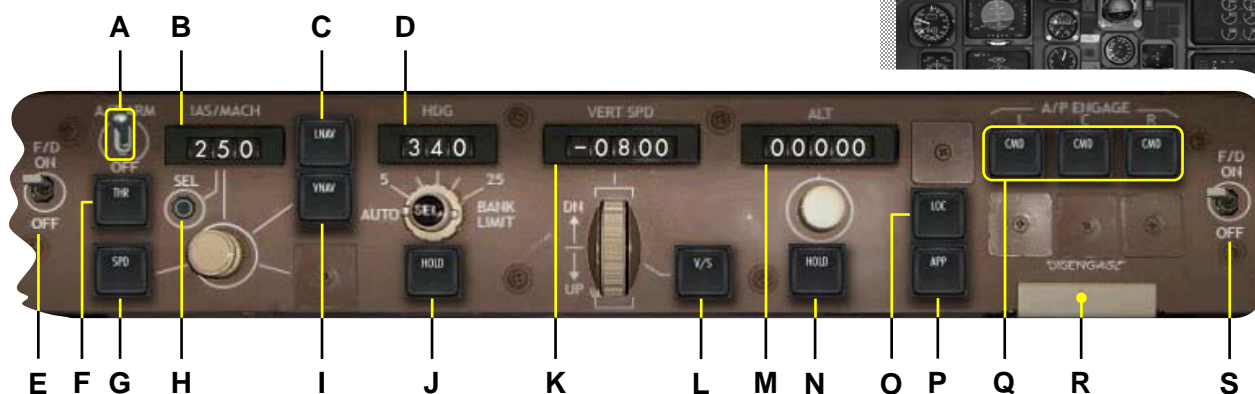 A B C D
A/T ARM IAS/MACH HDG VERT SPD ALT A/P ENGAGE
L C R
F/D
ON
OFF
OFF
250
LNAV
340
-0800
00000
CMD CMD CMD
F/D
ON
OFF
THR
SEL
VNAV
5 25
AUTO SEL BANK
LIMIT
DN
UP
LOC
SPD
HOLD
V/S
HOLD
APP
DISENGAGE
E F G H I J K L M N O P Q R S